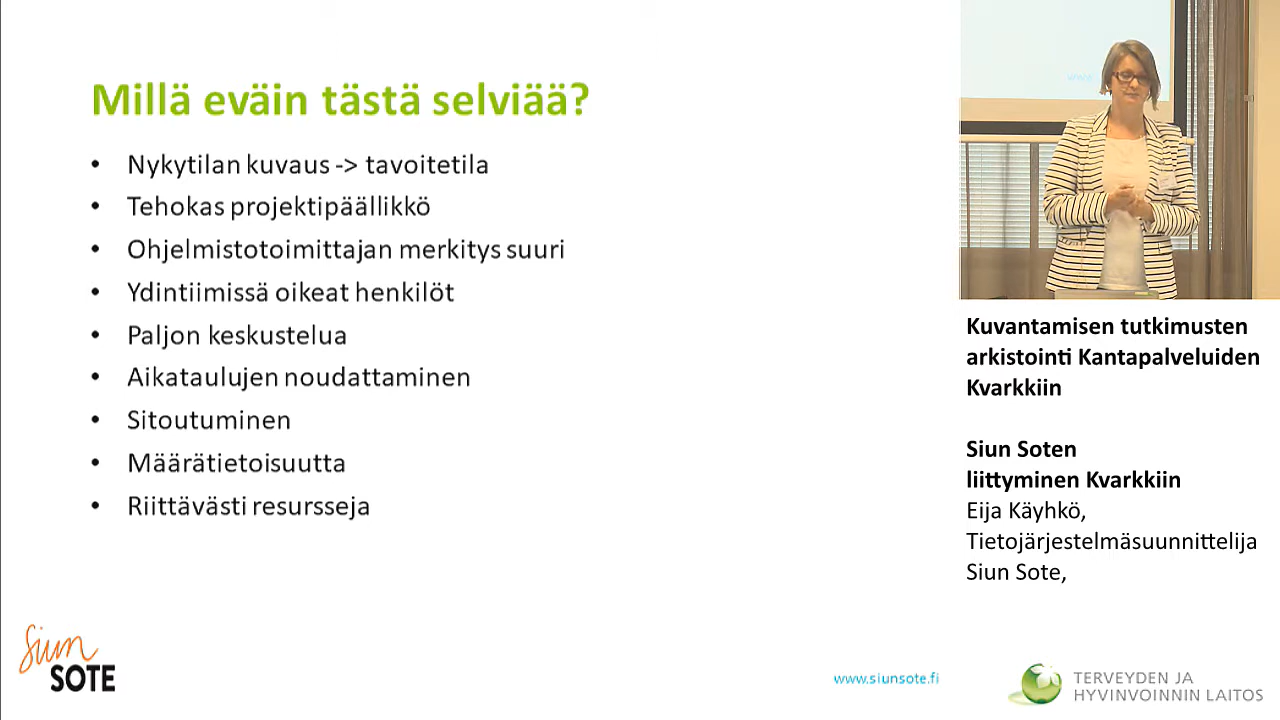 Millä eväin tästä selviää?
• Nykytilan kuvaus -> tavoitetila
• Tehokas projektipäällikkö
• Ohjelmistotoimittajan merkitys suuri
• Ydintiimissä oikeat henkilöt
• Paljon keskustelua
• Aikataulujen noudattaminen
• Sitoutuminen
• Määrätietoisuutta
• Riittävästi resursseja
Kuvantamisen tutkimusten
arkistointi Kantapalveluiden
Kvarkkiin
Siun Soten
liittyminen Kvarkkiin
Eija Käyhkö,
Tietojärjestelmäsuunnittelija
Siun Sote,
Siun
SOTE
www.siunsote.fi
TERVEYDEN JA
HYVINVOINNIN LAITOS